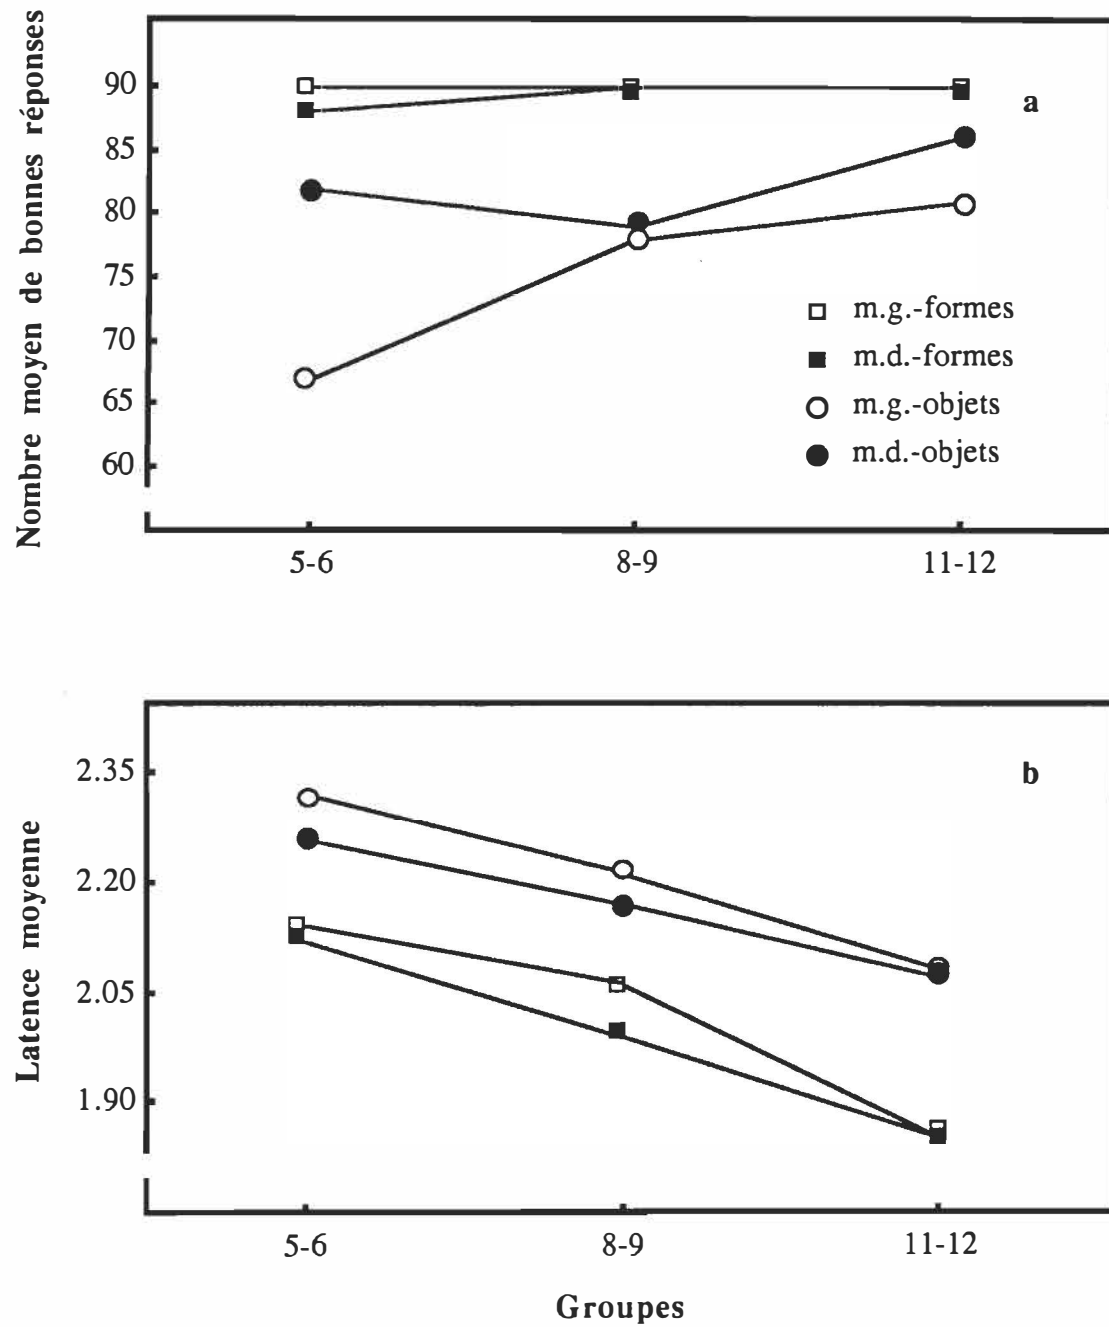 Nombre moyen de bonnes réponses
90
85
80
75
70
65
60
a
m.g.-formes
m.d.-formes
m.g.-objets
m.d.-objets
5-6 8-9 11-12
Latence moyenne
2.35
2.20
2.05
1.90
b
5-6 8-9 11-12
Groupes